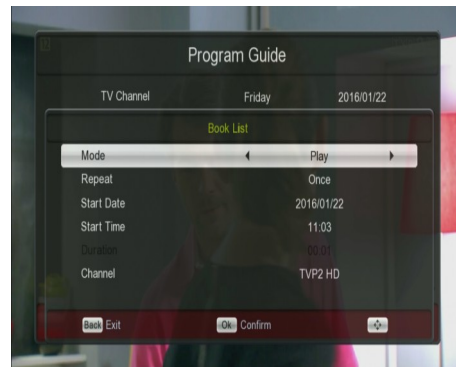 Program Guide
TV Channel Friday 2016/01/22
Book List
Mode Play
Repeat Once
Start Date 2016/01/22
Start Time 11:03
Duration 00:01
Channel TVP2 HD
Back Exit Ok Confirm